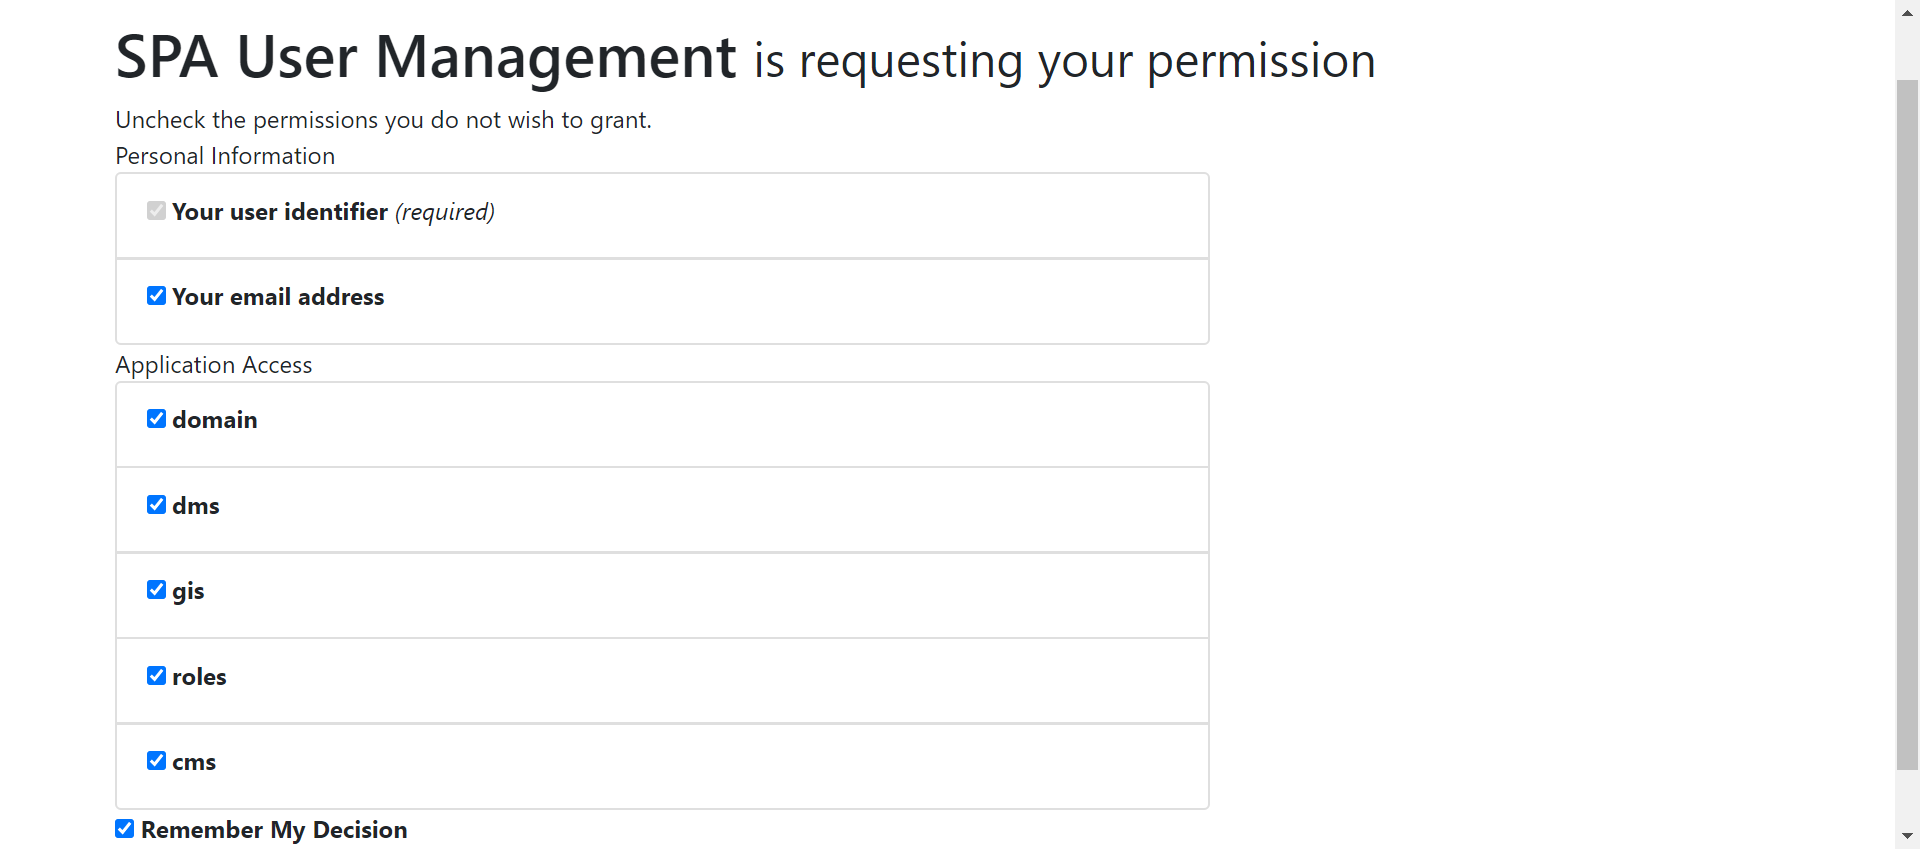 SPA User Management is requesting your permission
Uncheck the permissions you do not wish to grant.
Personal Information
Your user identifier (required)
Your email address
Application Access
domain
dms
gis
roles
cms
Remember My Decision